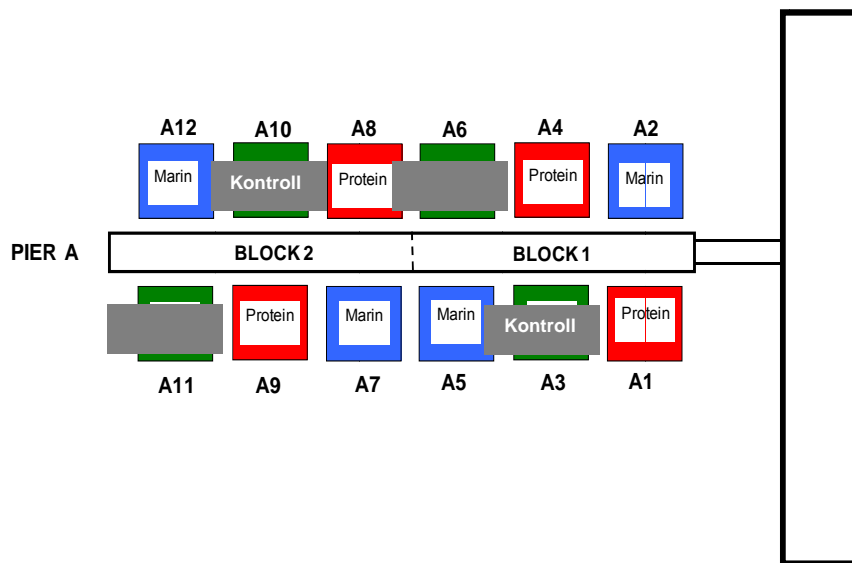 A12 A10 A8 A6 A4 A2
Marin Kontroll Protein Protein Marin
PIER A BLOCK 2 BLOCK 1
Protein Marin Marin Kontroll Protein
A11 A9 A7 A5 A3 A1